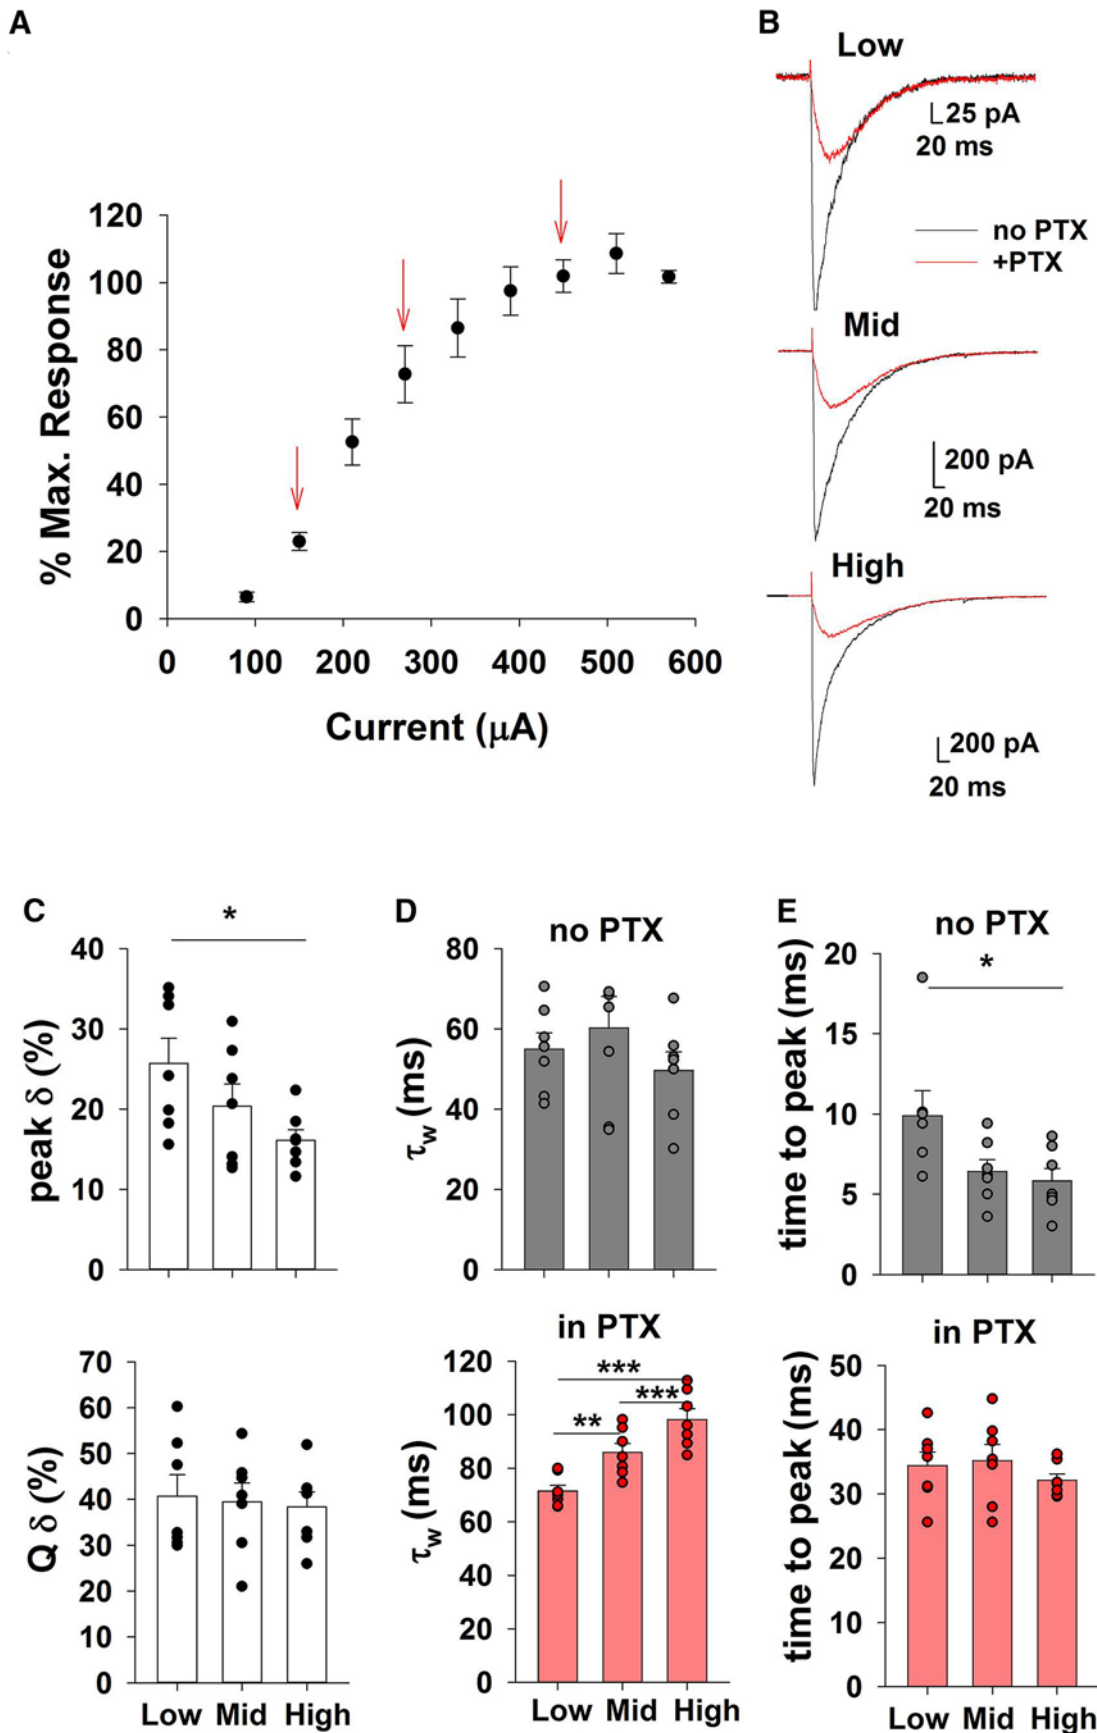 A
% Max. Response
120
100
80
60
40
20
0
0 100 200 300 400 500 600
Current (μA)
B
Low
25 pA
20 ms
no PTX
+PTX
Mid
200 pA
20 ms
High
200 pA
20 ms
C
*
peak δ (%)
40
30
20
10
0
Q δ (%)
70
60
50
40
30
20
10
0
Low Mid High
D
no PTX
τw (ms)
80
60
40
20
0
in PTX
***
***
**
τw (ms)
120
100
80
60
40
20
0
Low Mid High
E
no PTX
*
time to peak (ms)
20
15
10
5
0
in PTX
time to peak (ms)
50
40
30
20
10
0
Low Mid High